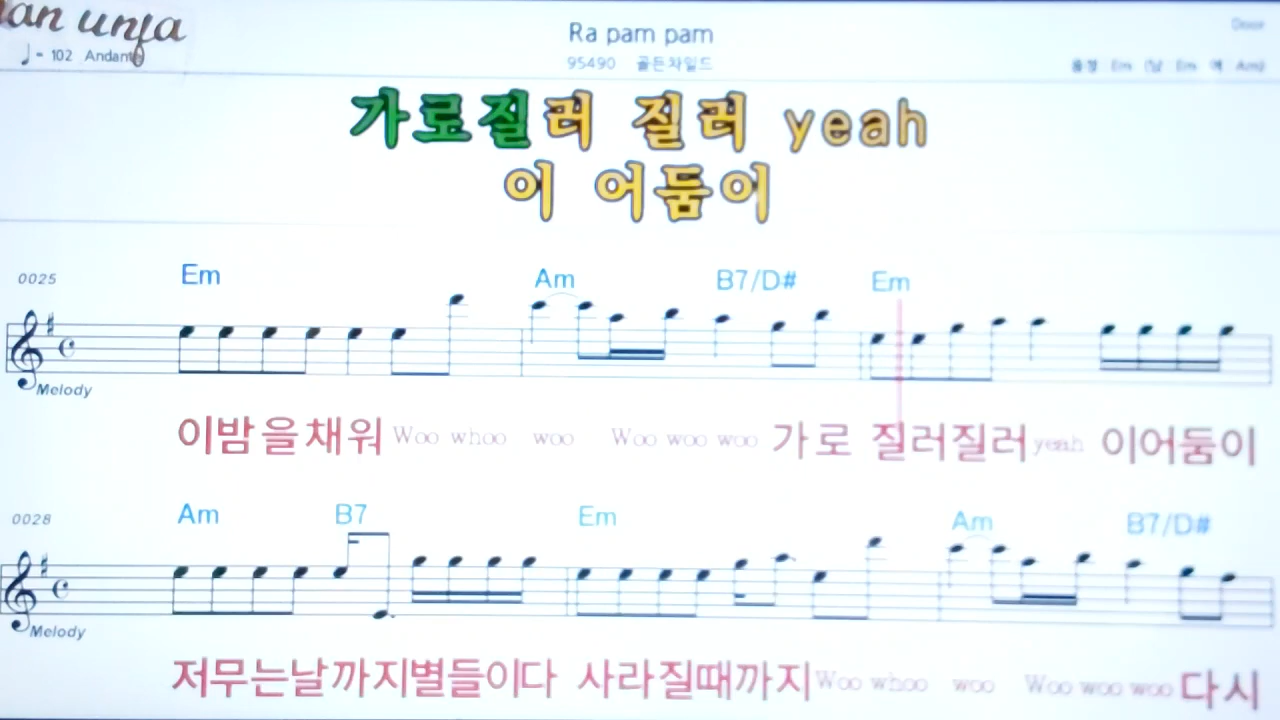 ♩= 102 Andante
Ra pam pam
95490 골든차일드
가로질러 질러 yeah
이 어둠이
0025 Em Am B7/D# Em
Melody
이밤을채워 Woo whoo woo Woo woo woo 가로 질러질러 yeah 이어둠이
0028 Am B7 Em Am B7/D#
Melody
저무는날까지별들이다 사라질때까지 Woo whoo woo Woo woo woo 다시